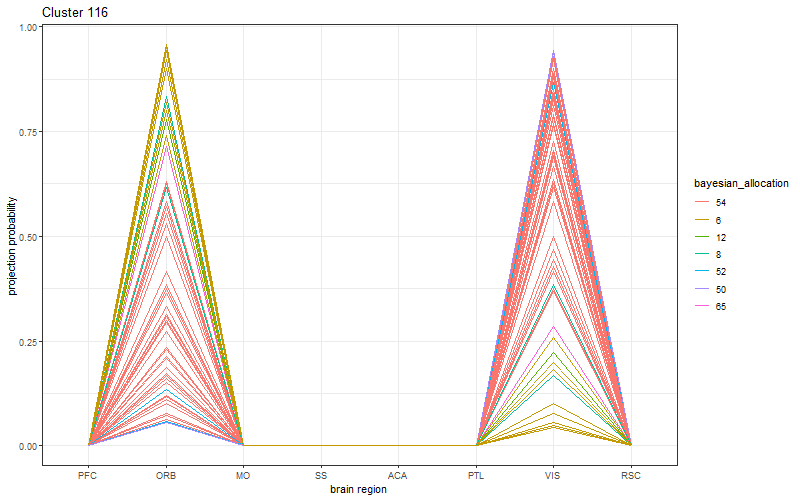 Cluster 116
1.00
0.75
0.50
0.25
0.00
projection probability
PFC ORB MO SS ACA PTL VIS RSC
brain region
bayesian_allocation
54
6
12
8
52
50
65